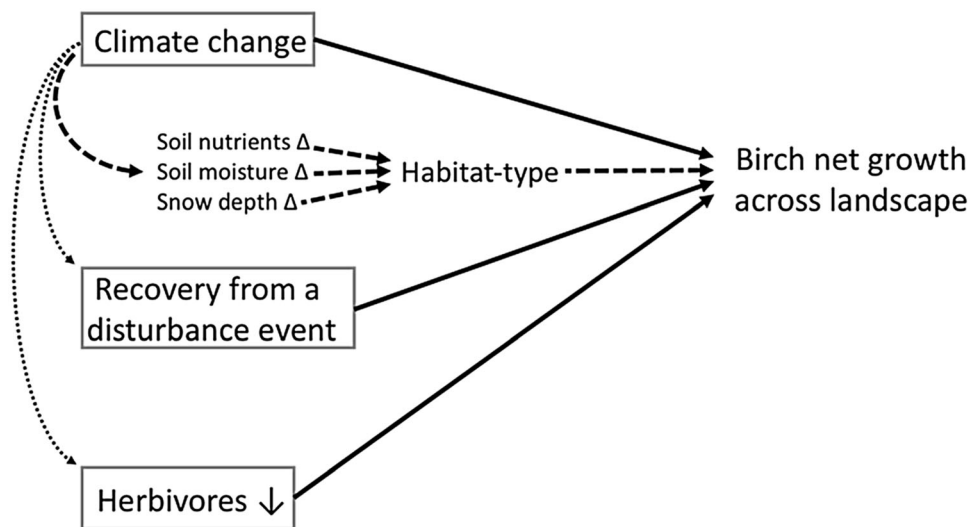 Climate change
Soil nutrients Δ
Soil moisture Δ
Snow depth Δ
Habitat-type
Birch net growth
across landscape
Recovery from a
disturbance event
Herbivores ↓